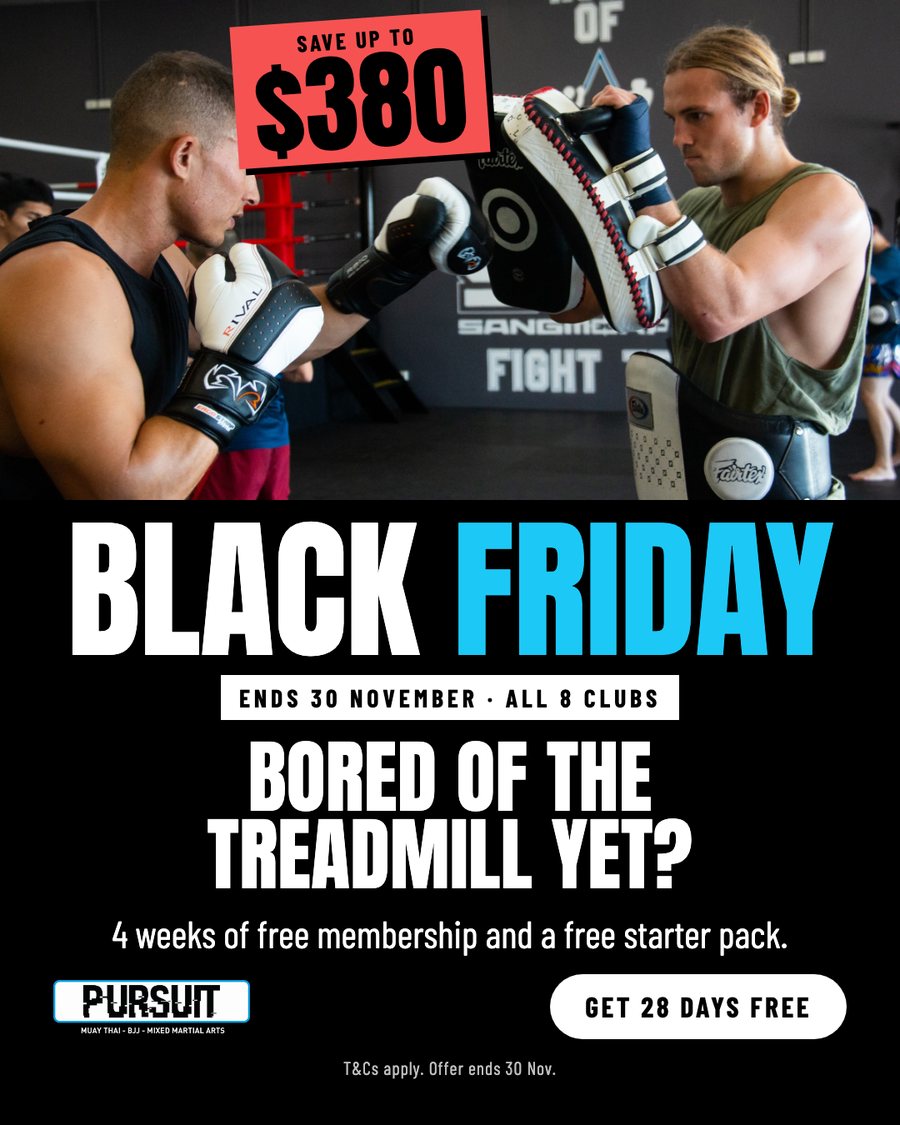 SAVE UP TO
$380
OF
Fairtex
RIVAL
SANGMO
FIGHT T
Fairtex
BLACK FRIDAY
ENDS 30 NOVEMBER · ALL 8 CLUBS
BORED OF THE
TREADMILL YET?
4 weeks of free membership and a free starter pack.
PURSUIT
MUAY THAI - BJJ - MIXED MARTIAL ARTS
GET 28 DAYS FREE
T&Cs apply. Offer ends 30 Nov.